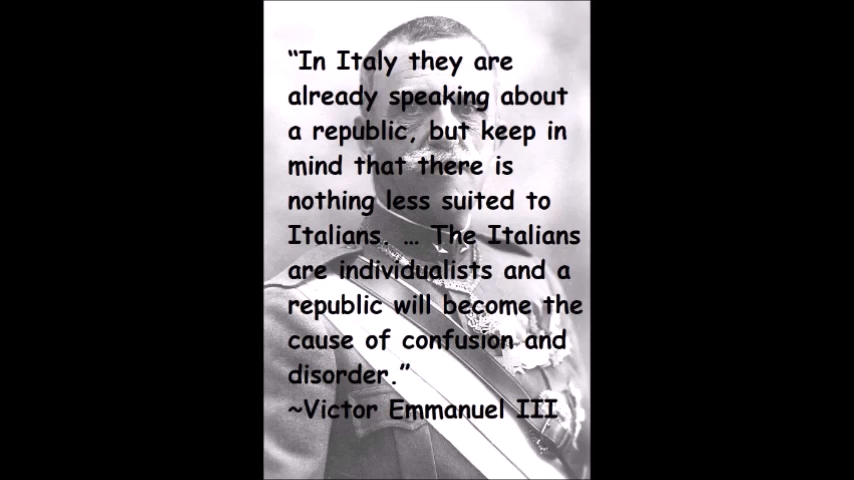 “In Italy they are
already speaking about
a republic, but keep in
mind that there is
nothing less suited to
Italians. … The Italians
are individualists and a
republic will become the
cause of confusion and
disorder.”
~Victor Emmanuel III